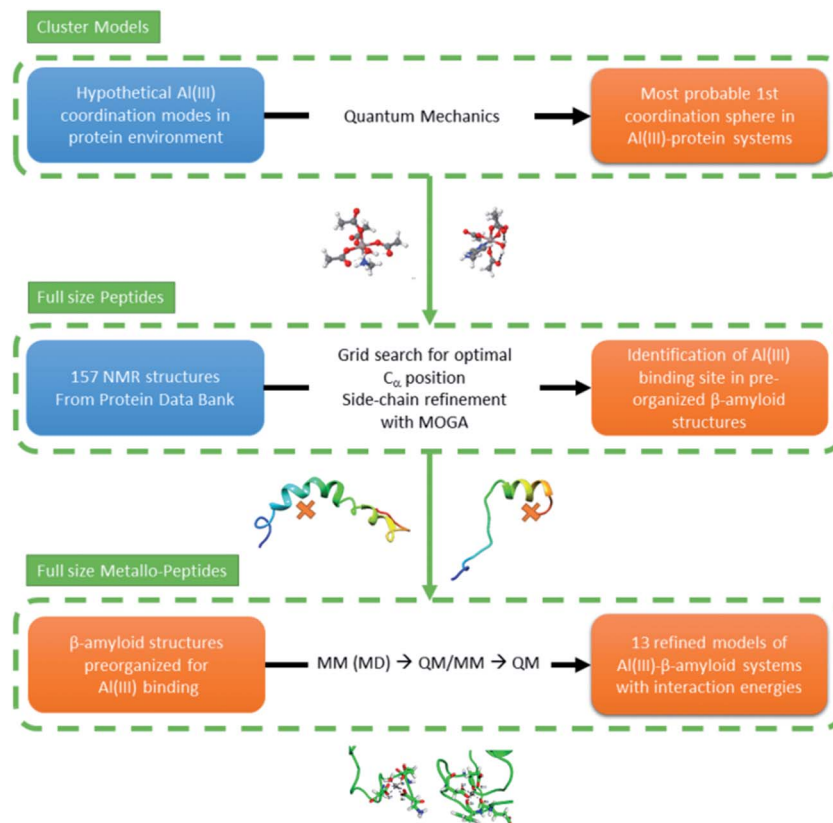 Cluster Models
Hypothetical Al(III)
coordination modes in
protein environment
Quantum Mechanics
Most probable 1st
coordination sphere in
Al(III)-protein systems
Full size Peptides
157 NMR structures
From Protein Data Bank
Grid search for optimal
Cα position
Side-chain refinement
with MOGA
Identification of Al(III)
binding site in pre-
organized β-amyloid
structures
Full size Metallo-Peptides
β-amyloid structures
preorganized for
Al(III) binding
MM (MD) → QM/MM → QM
13 refined models of
Al(III)-β-amyloid systems
with interaction energies